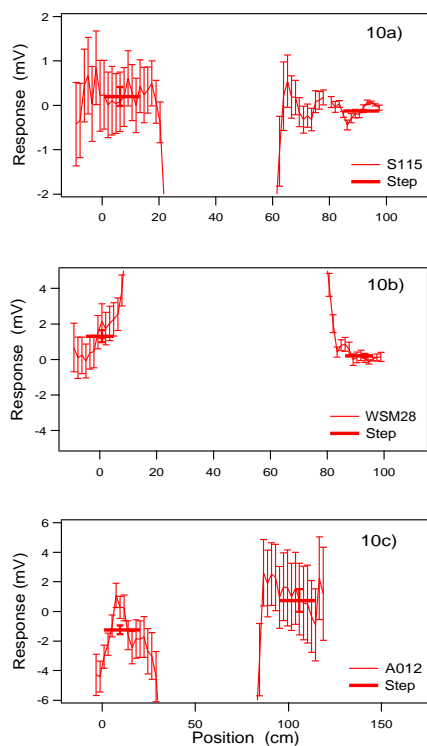 10a)
Response (mV)
2
1
0
-1
-2
S115
Step
0 20 40 60 80 100
10b)
Response (mV)
4
2
0
-2
-4
WSM28
Step
0 20 40 60 80 100
10c)
Response (mV)
6
4
2
0
-2
-4
-6
A012
Step
0 50 100 150
Position (cm)